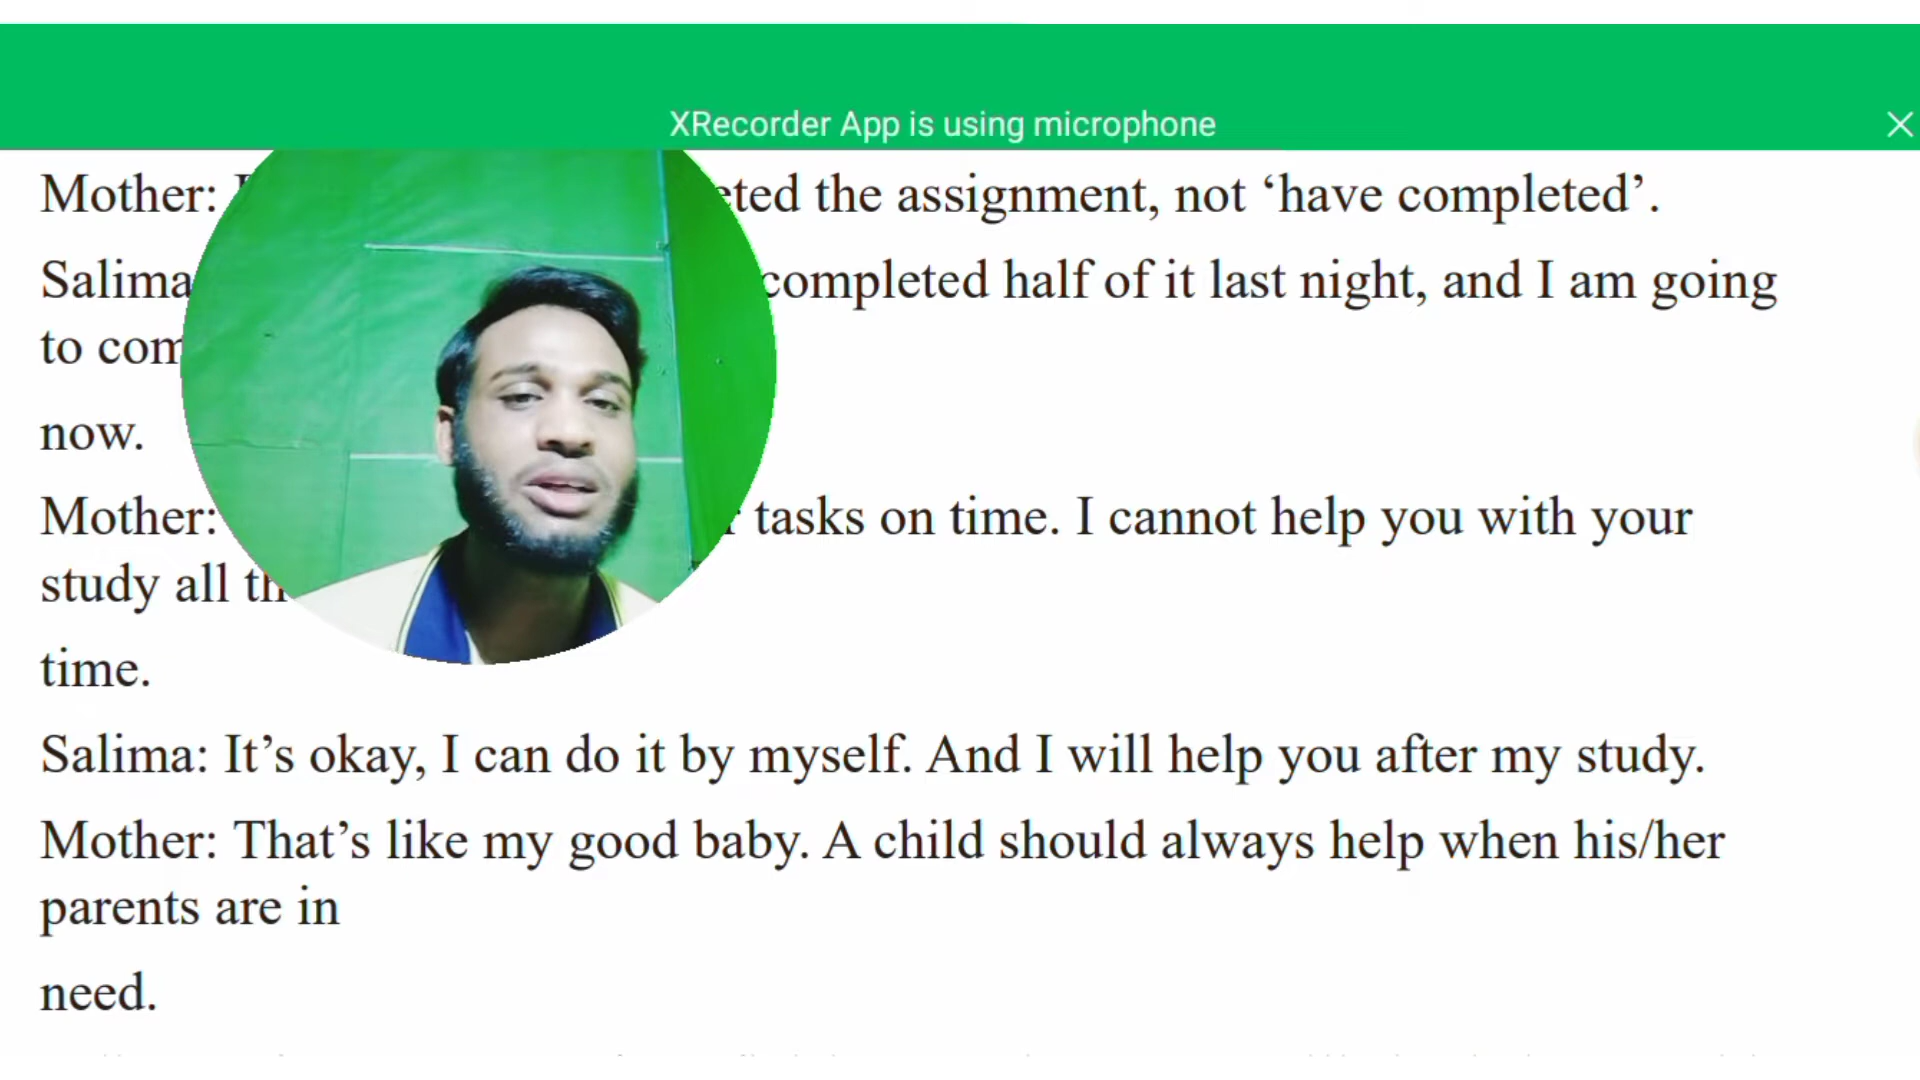 XRecorder App is using microphone
Mother: the assignment, not ‘have completed’.
Salima completed half of it last night, and I am going
to
now.
Mother: tasks on time. I cannot help you with your
study all
time.
Salima: It’s okay, I can do it by myself. And I will help you after my study.
Mother: That’s like my good baby. A child should always help when his/her
parents are in
need.